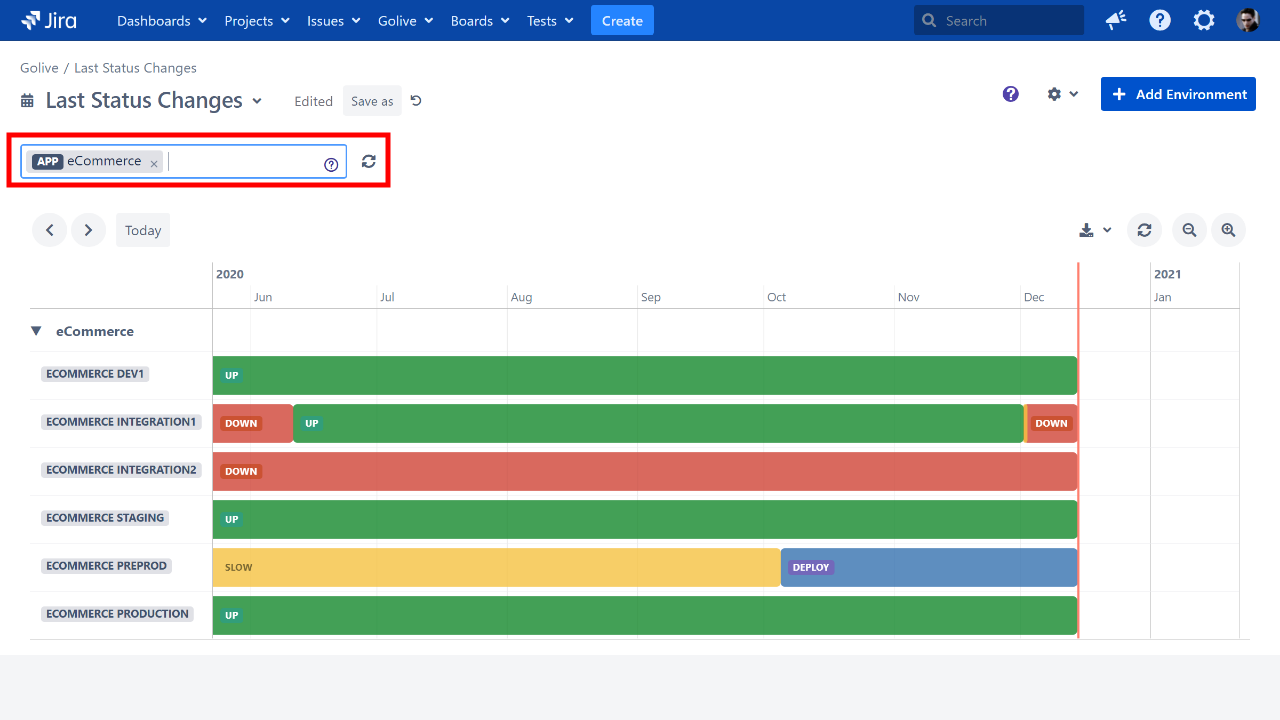 Jira Dashboards Projects Issues Golive Boards Tests Create Search
Golive / Last Status Changes
Last Status Changes Edited Save as Add Environment
APP eCommerce ×
Today
2020 2021
Jun Jul Aug Sep Oct Nov Dec Jan
eCommerce
ECOMMERCE DEV1 UP
ECOMMERCE INTEGRATION1 DOWN UP DOWN
ECOMMERCE INTEGRATION2 DOWN
ECOMMERCE STAGING UP
ECOMMERCE PREPROD SLOW DEPLOY
ECOMMERCE PRODUCTION UP